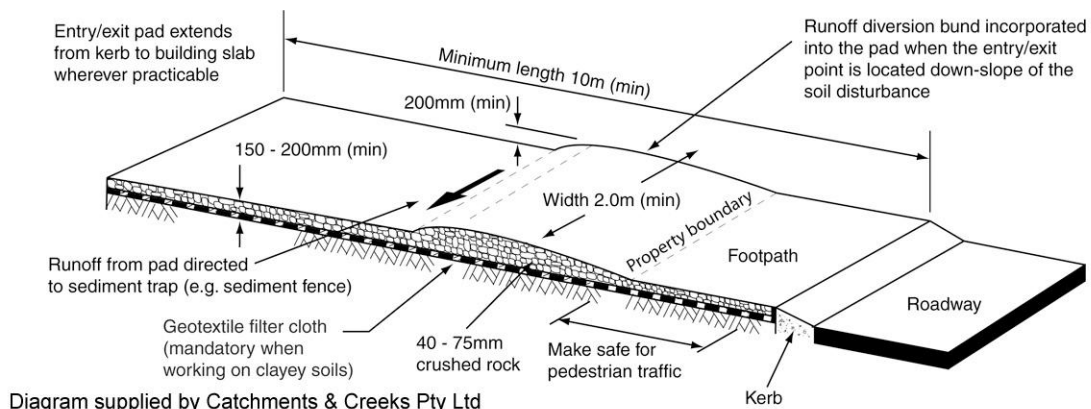 Entry/exit pad extends
from kerb to building slab
wherever practicable
Minimum length 10m (min)
Runoff diversion bund incorporated
into the pad when the entry/exit
point is located down-slope of the
soil disturbance
200mm (min)
150 - 200mm (min)
Width 2.0m (min)
Property boundary
Footpath
Roadway
Runoff from pad directed
to sediment trap (e.g. sediment fence)
Geotextile filter cloth
(mandatory when
working on clayey soils)
40 - 75mm
crushed rock
Make safe for
pedestrian traffic
Kerb
Diagram supplied by Catchments & Creeks Pty Ltd